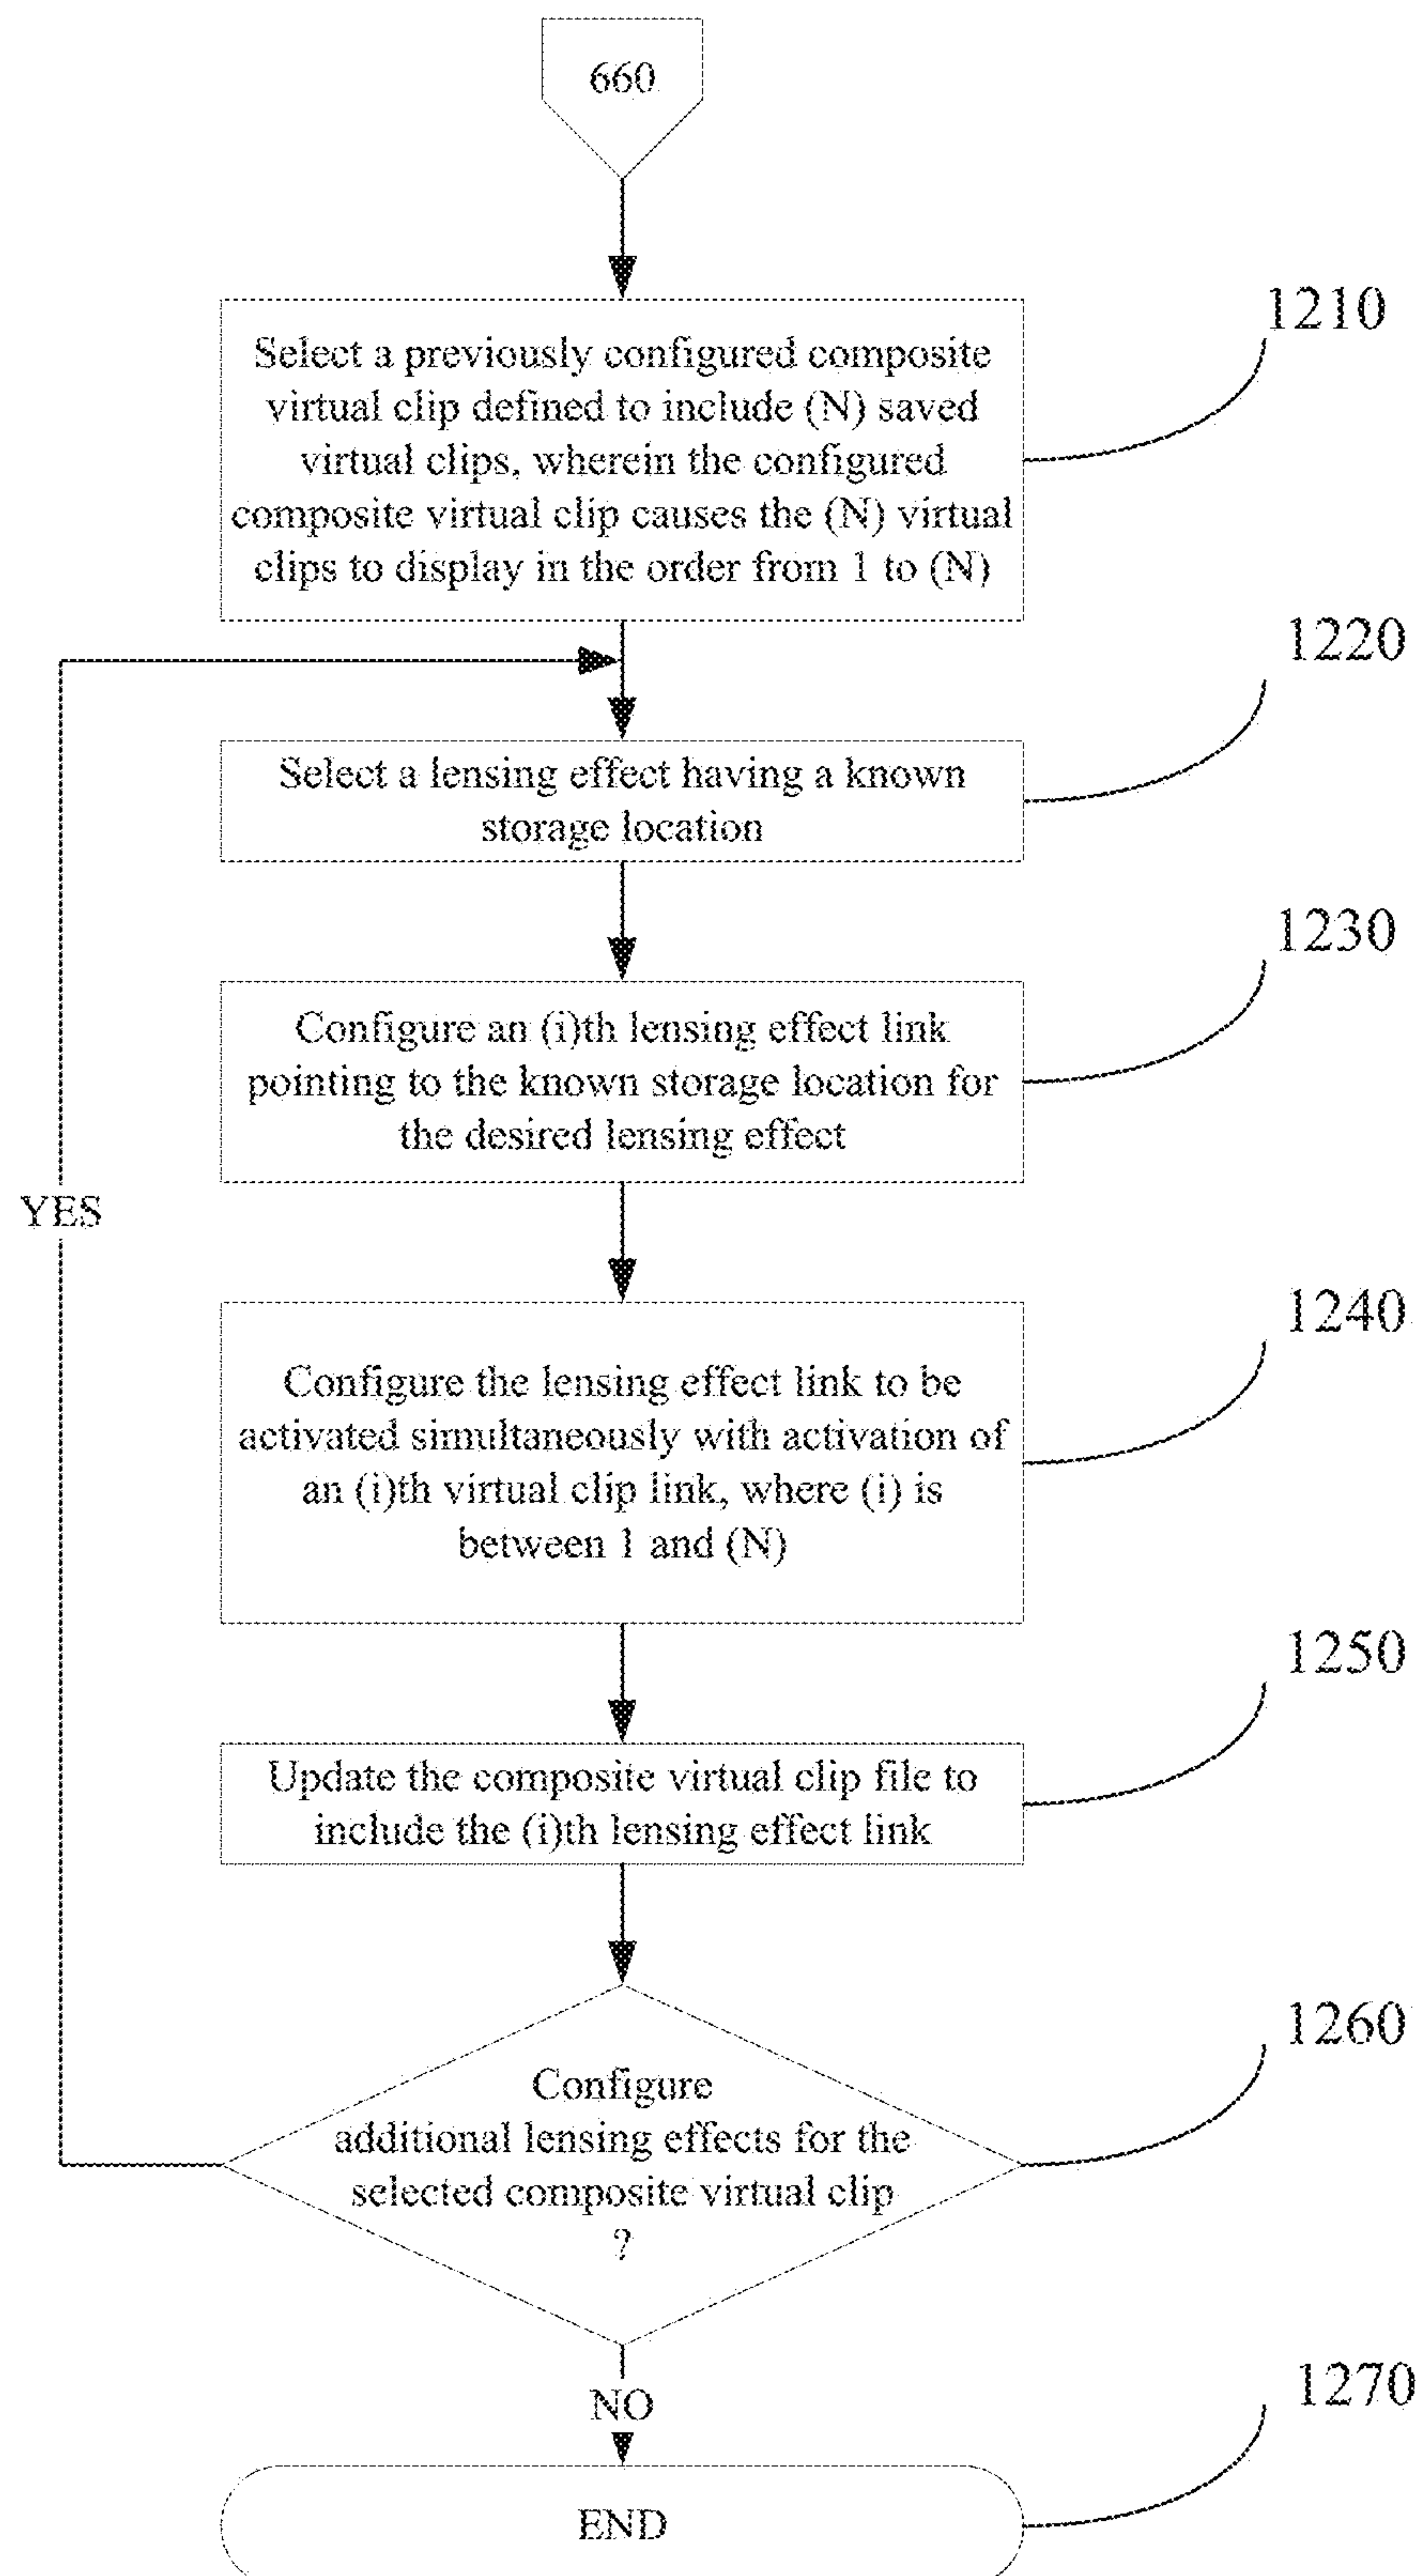 660
1210
Select a previously configured composite
virtual clip defined to include (N) saved
virtual clips, wherein the configured
composite virtual clip causes the (N) virtual
clips to display in the order from 1 to (N)
1220
Select a lensing effect having a known
storage location
1230
Configure an (i)th lensing effect link
pointing to the known storage location for
the desired lensing effect
YES
1240
Configure the lensing effect link to be
activated simultaneously with activation of
an (i)th virtual clip link, where (i) is
between 1 and (N)
1250
Update the composite virtual clip file to
include the (i)th lensing effect link
1260
Configure
additional lensing effects for the
selected composite virtual clip
?
NO
1270
END